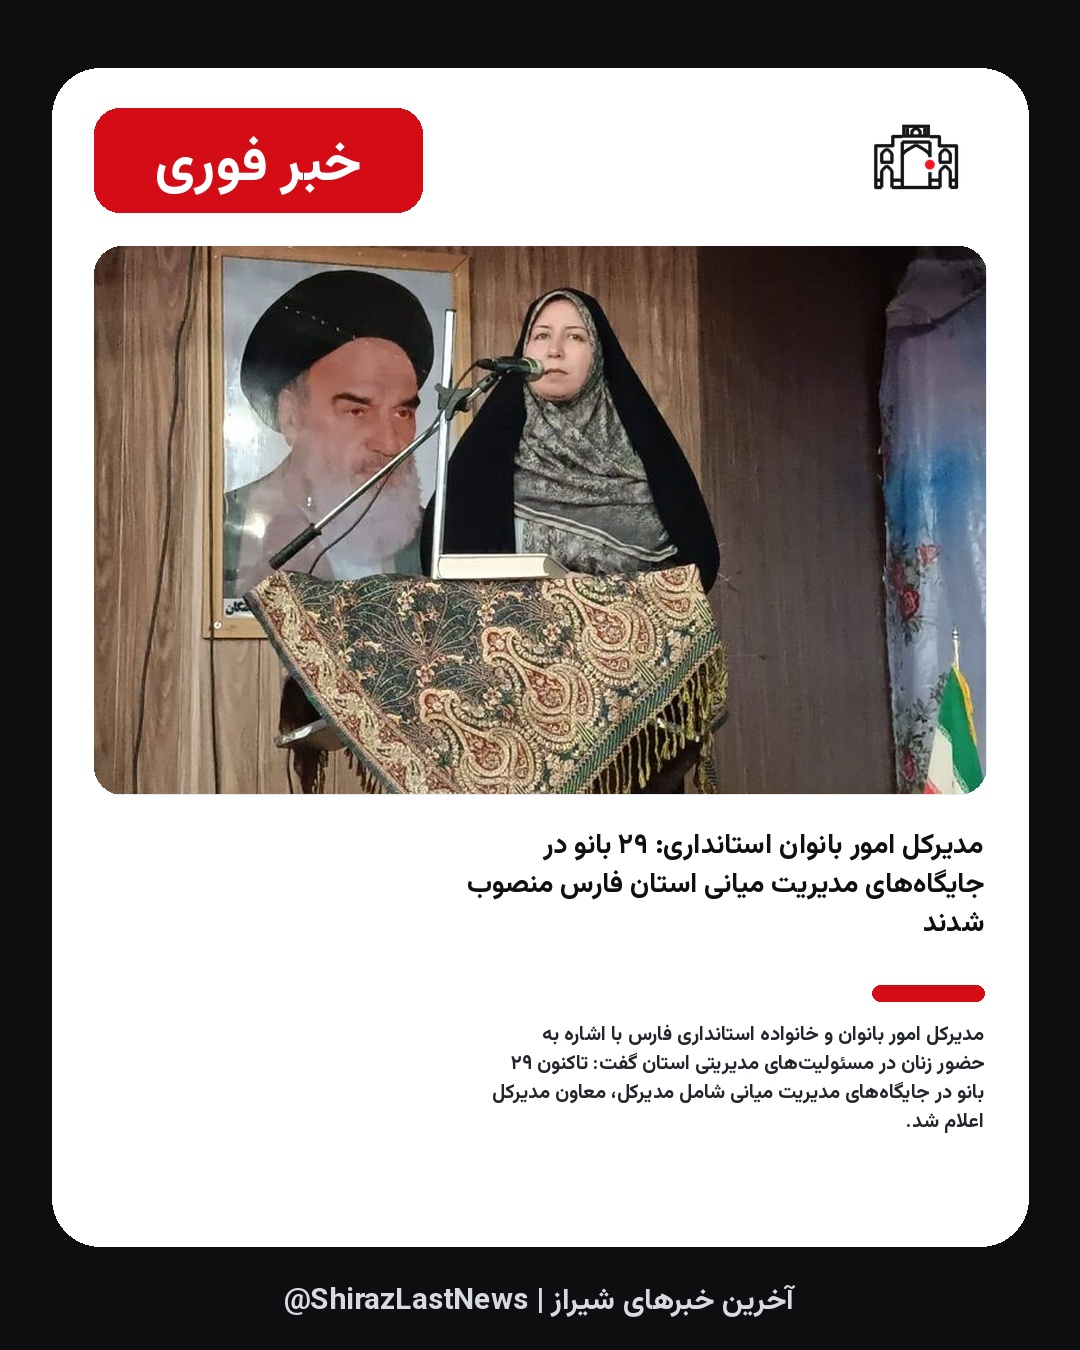 خبر فوری
مدیرکل امور بانوان استانداری: ۲۹ بانو در
جایگاه‌های مدیریت میانی استان فارس منصوب
شدند
مدیرکل امور بانوان و خانواده استانداری فارس با اشاره به
حضور زنان در مسئولیت‌های مدیریتی استان گفت: تاکنون ۲۹
بانو در جایگاه‌های مدیریت میانی شامل مدیرکل، معاون مدیرکل
اعلام شد.
آخرین خبرهای شیراز | @ShirazLastNews